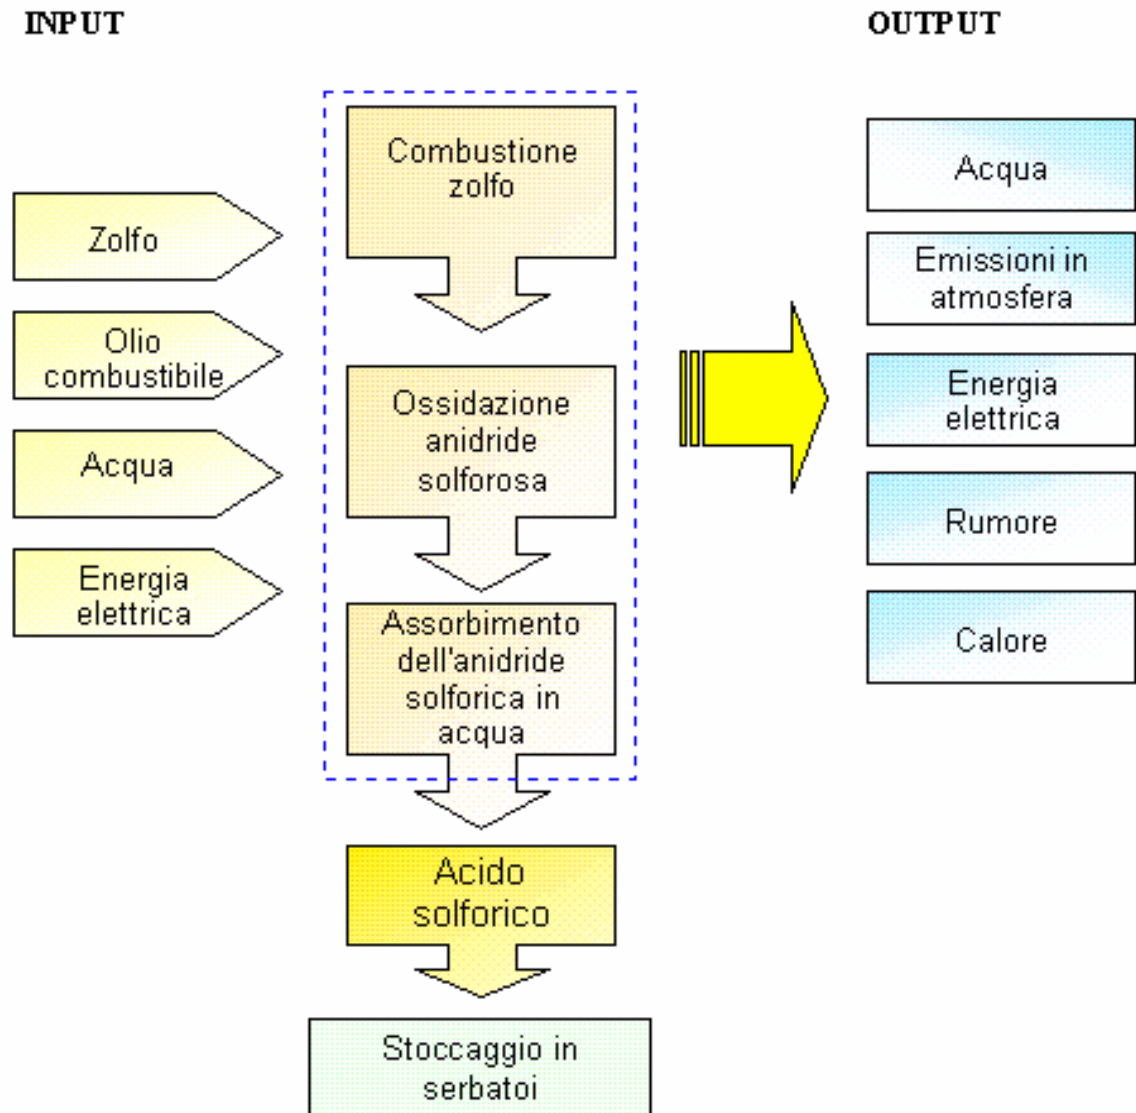 INPUT
OUTPUT
Zolfo
Olio
combustibile
Acqua
Energia
elettrica
Combustione
zolfo
Ossidazione
anidride
solforosa
Assorbimento
dell'anidride
solforica in
acqua
Acido
solforico
Stoccaggio in
serbatoi
Acqua
Emissioni in
atmosfera
Energia
elettrica
Rumore
Calore